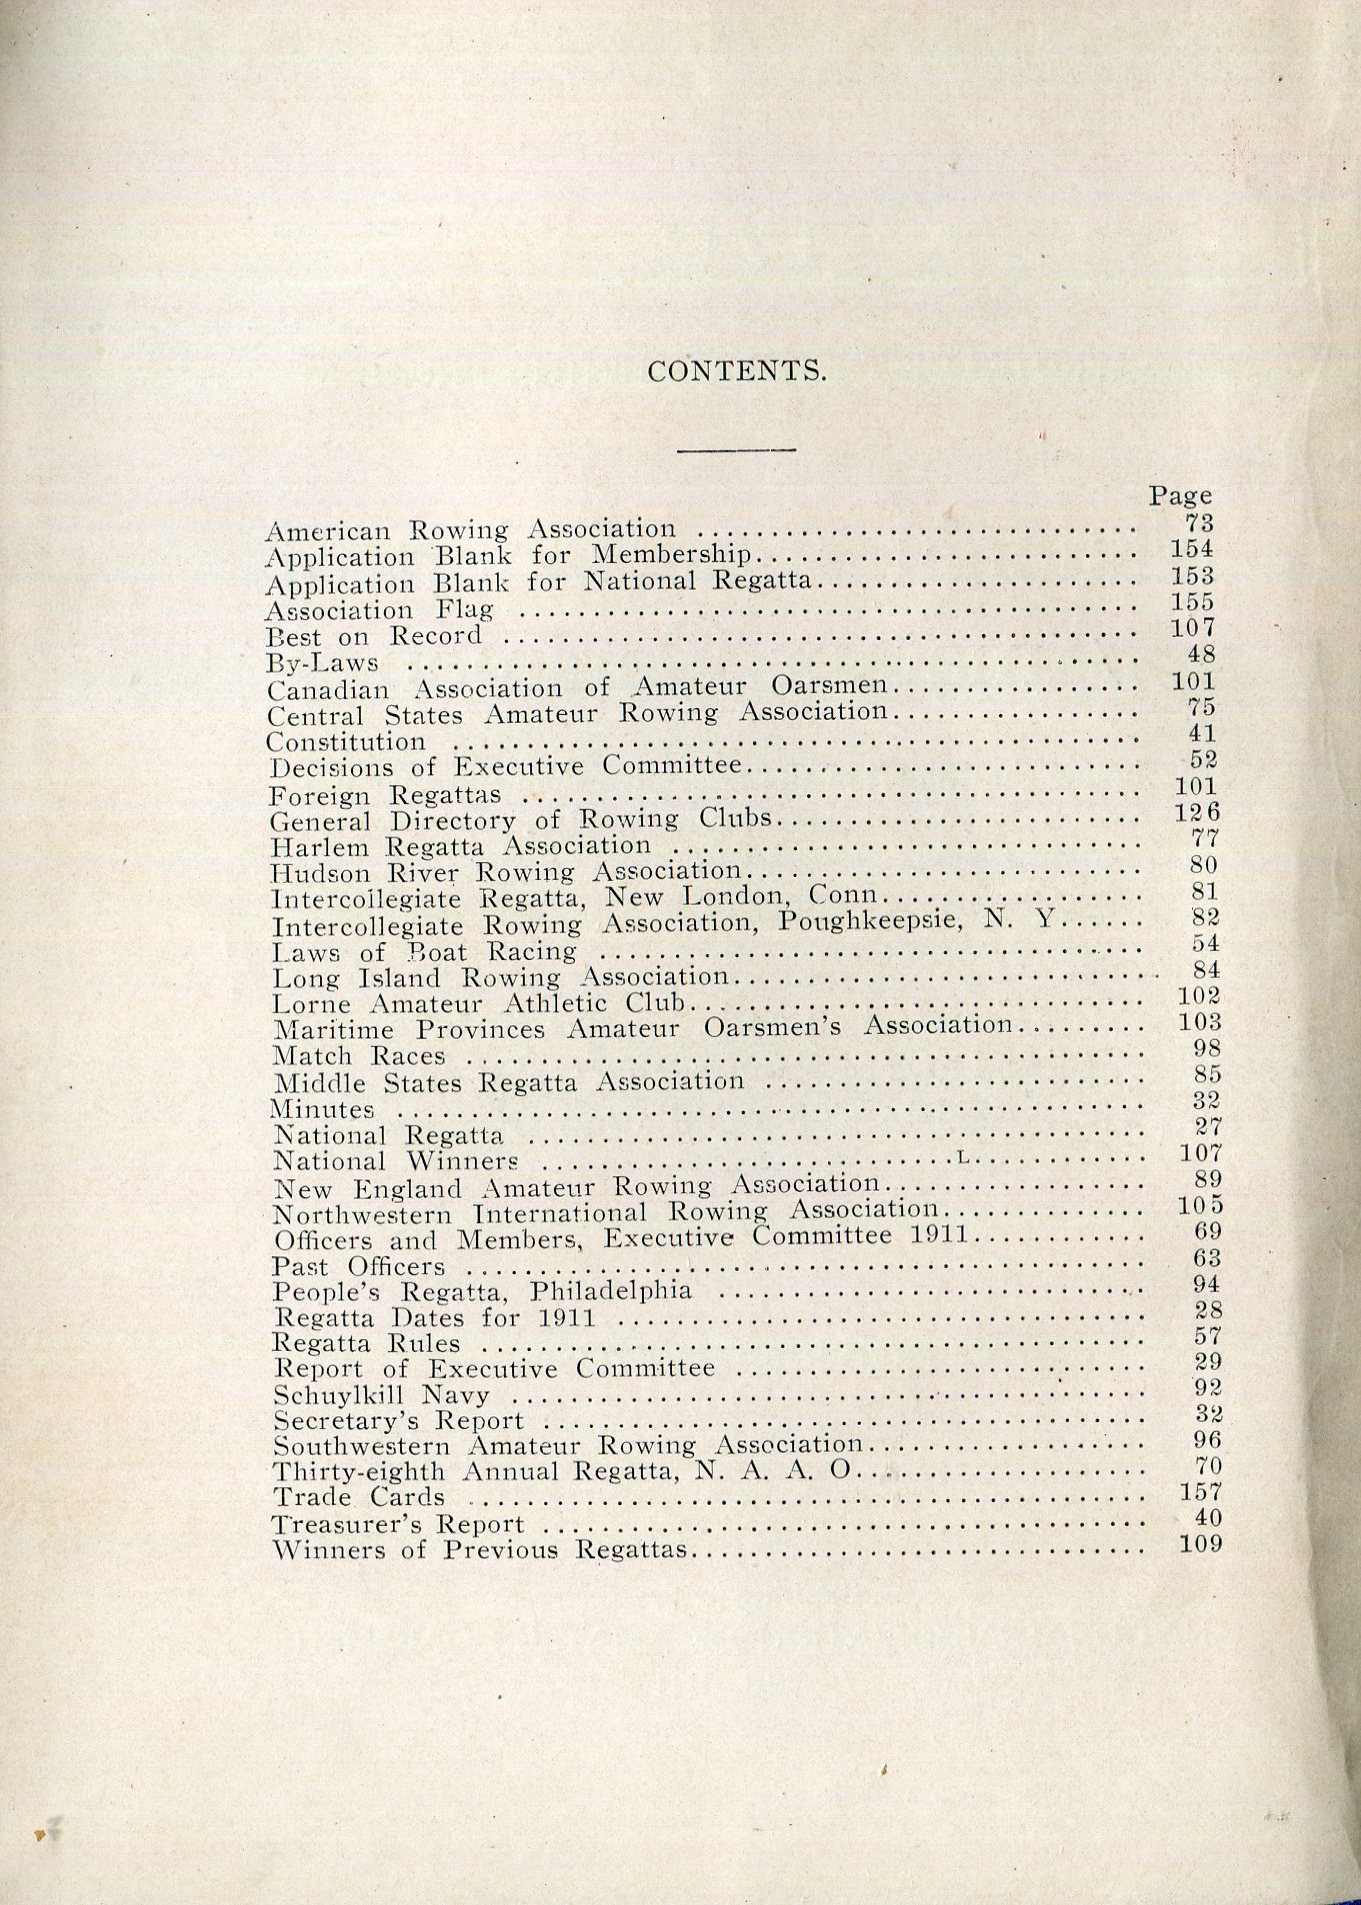 CONTENTS.
Page
American Rowing Association .............................. 73
Application Blank for Membership.......................... 154
Application Blank for National Regatta...................... 153
Association Flag .......................................... 155
Best on Record ........................................... 107
By-Laws .................................................. 48
Canadian Association of Amateur Oarsmen................. 101
Central States Amateur Rowing Association................. 75
Constitution ............................................... 41
Decisions of Executive Committee........................... 52
Foreign Regattas .......................................... 101
General Directory of Rowing Clubs......................... 126
Harlem Regatta Association ................................ 77
Hudson River Rowing Association........................... 80
Intercollegiate Regatta, New London, Conn.................. 81
Intercollegiate Rowing Association, Poughkeepsie, N. Y...... 82
Laws of Boat Racing ..................................... 54
Long Island Rowing Association............................. 84
Lorne Amateur Athletic Club............................... 102
Maritime Provinces Amateur Oarsmen's Association......... 103
Match Races .............................................. 98
Middle States Regatta Association .......................... 85
Minutes ................................................... 32
National Regatta .......................................... 27
National Winners ............................L............ 107
New England Amateur Rowing Association.................. 89
Northwestern International Rowing Association.............. 105
Officers and Members, Executive Committee 1911............ 69
Past Officers .............................................. 63
People's Regatta, Philadelphia ............................. 94
Regatta Dates for 1911 .................................... 28
Regatta Rules ............................................. 57
Report of Executive Committee ............................ 29
Schuylkill Navy ........................................... 92
Secretary's Report ......................................... 32
Southwestern Amateur Rowing Association................... 96
Thirty-eighth Annual Regatta, N. A. A. O.................... 70
Trade Cards .............................................. 157
Treasurer's Report ......................................... 40
Winners of Previous Regattas............................... 109